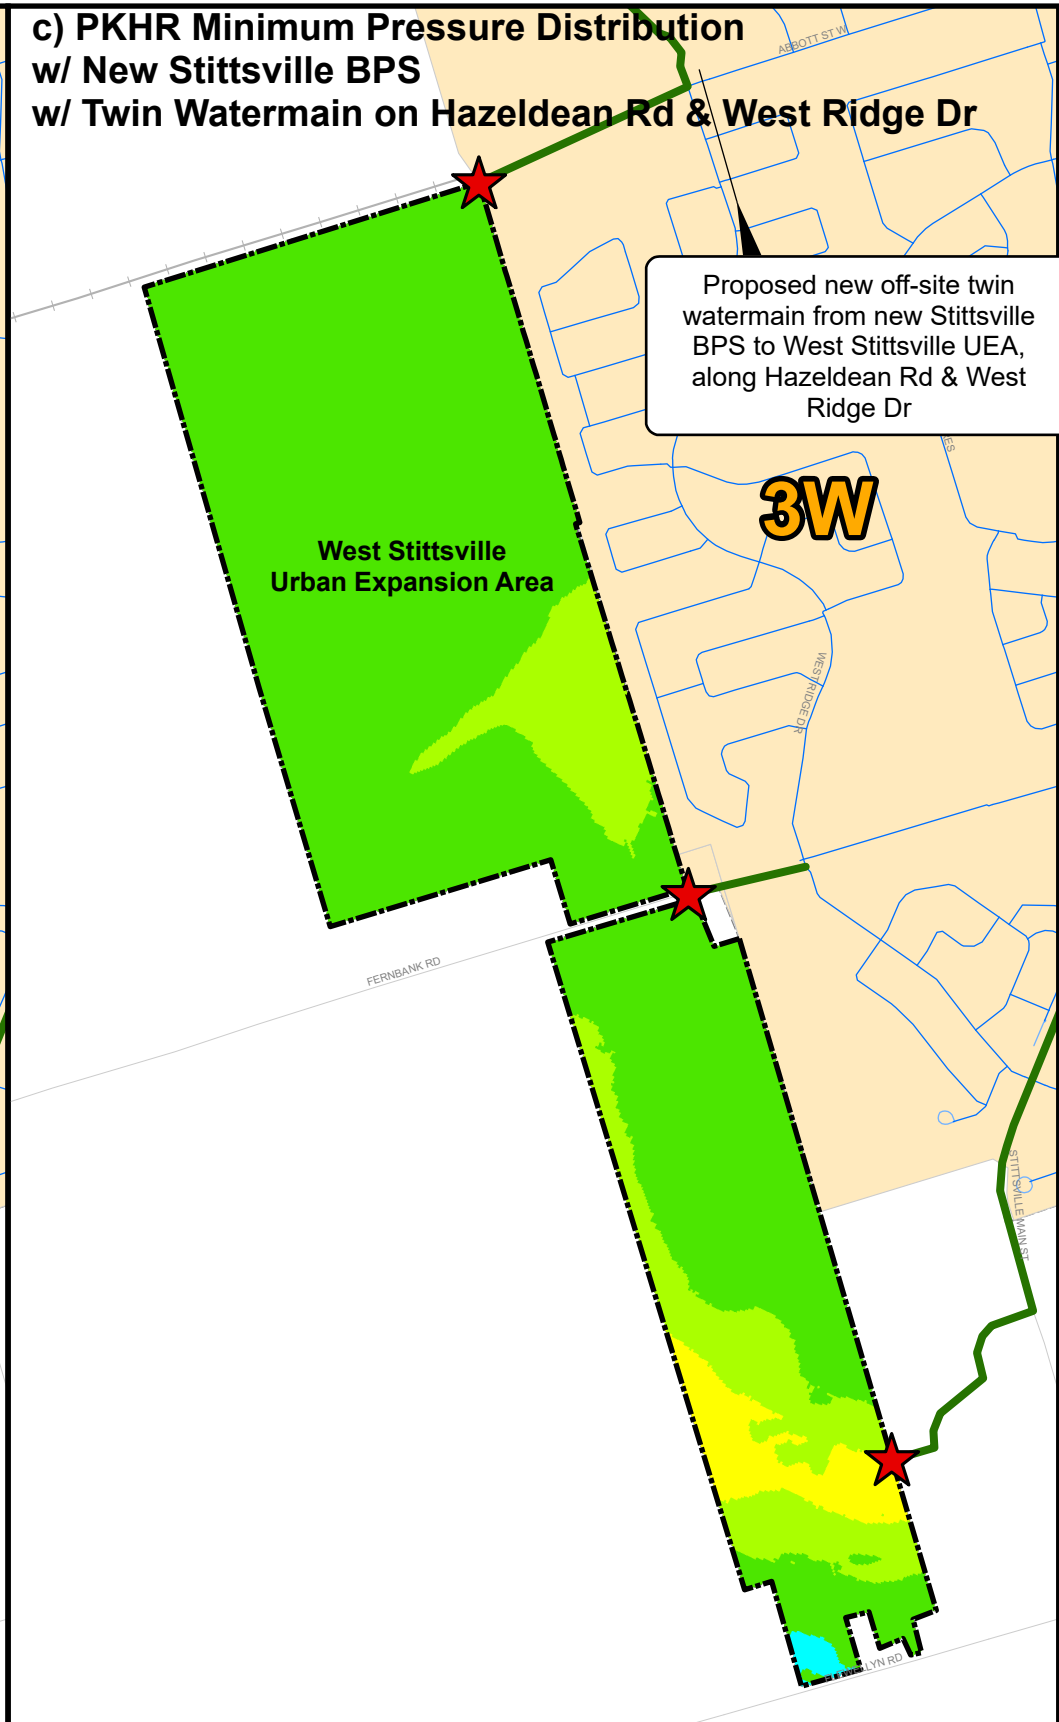 c) PKHR Minimum Pressure Distribution
w/ New Stittsville BPS
w/ Twin Watermain on Hazeldean Rd & West Ridge Dr
ABBOTT ST W
Proposed new off-site twin
watermain from new Stittsville
BPS to West Stittsville UEA,
along Hazeldean Rd & West
Ridge Dr
3W
West Stittsville
Urban Expansion Area
WEST RIDGE DR
FERNBANK RD
STITTSVILLE MAIN ST